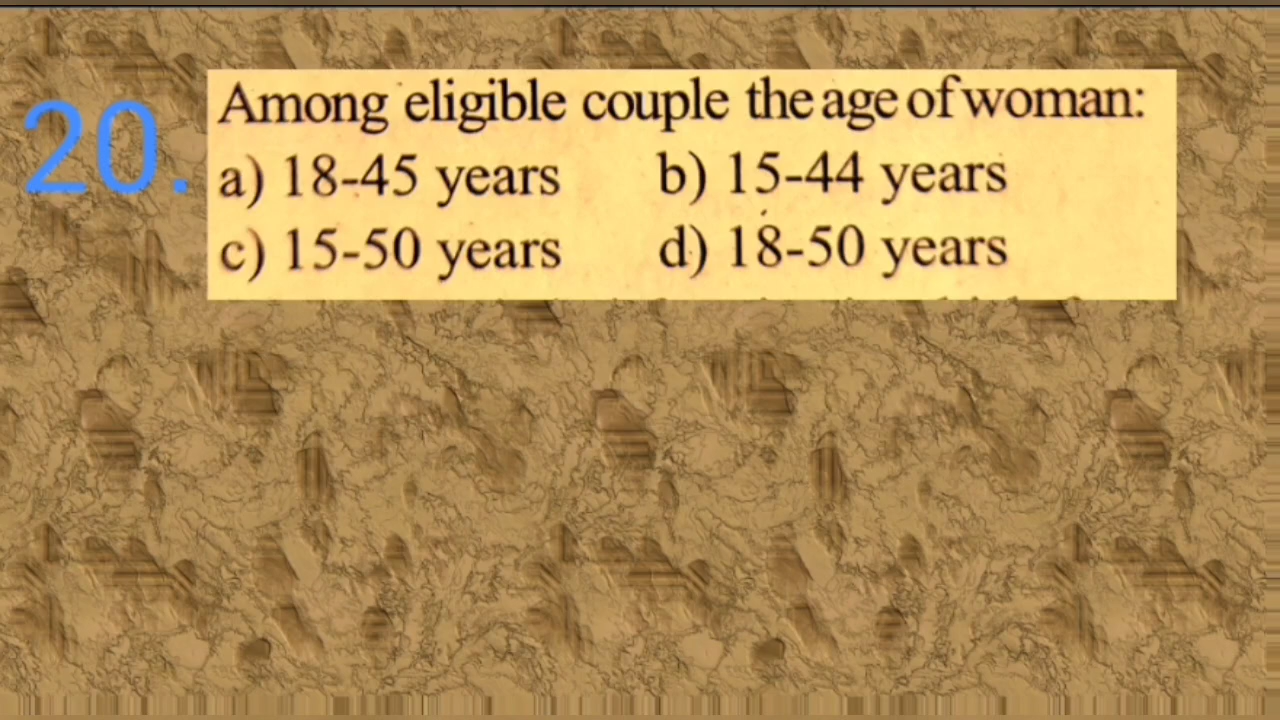 20. Among eligible couple the age of woman:
a) 18-45 years b) 15-44 years
c) 15-50 years d) 18-50 years